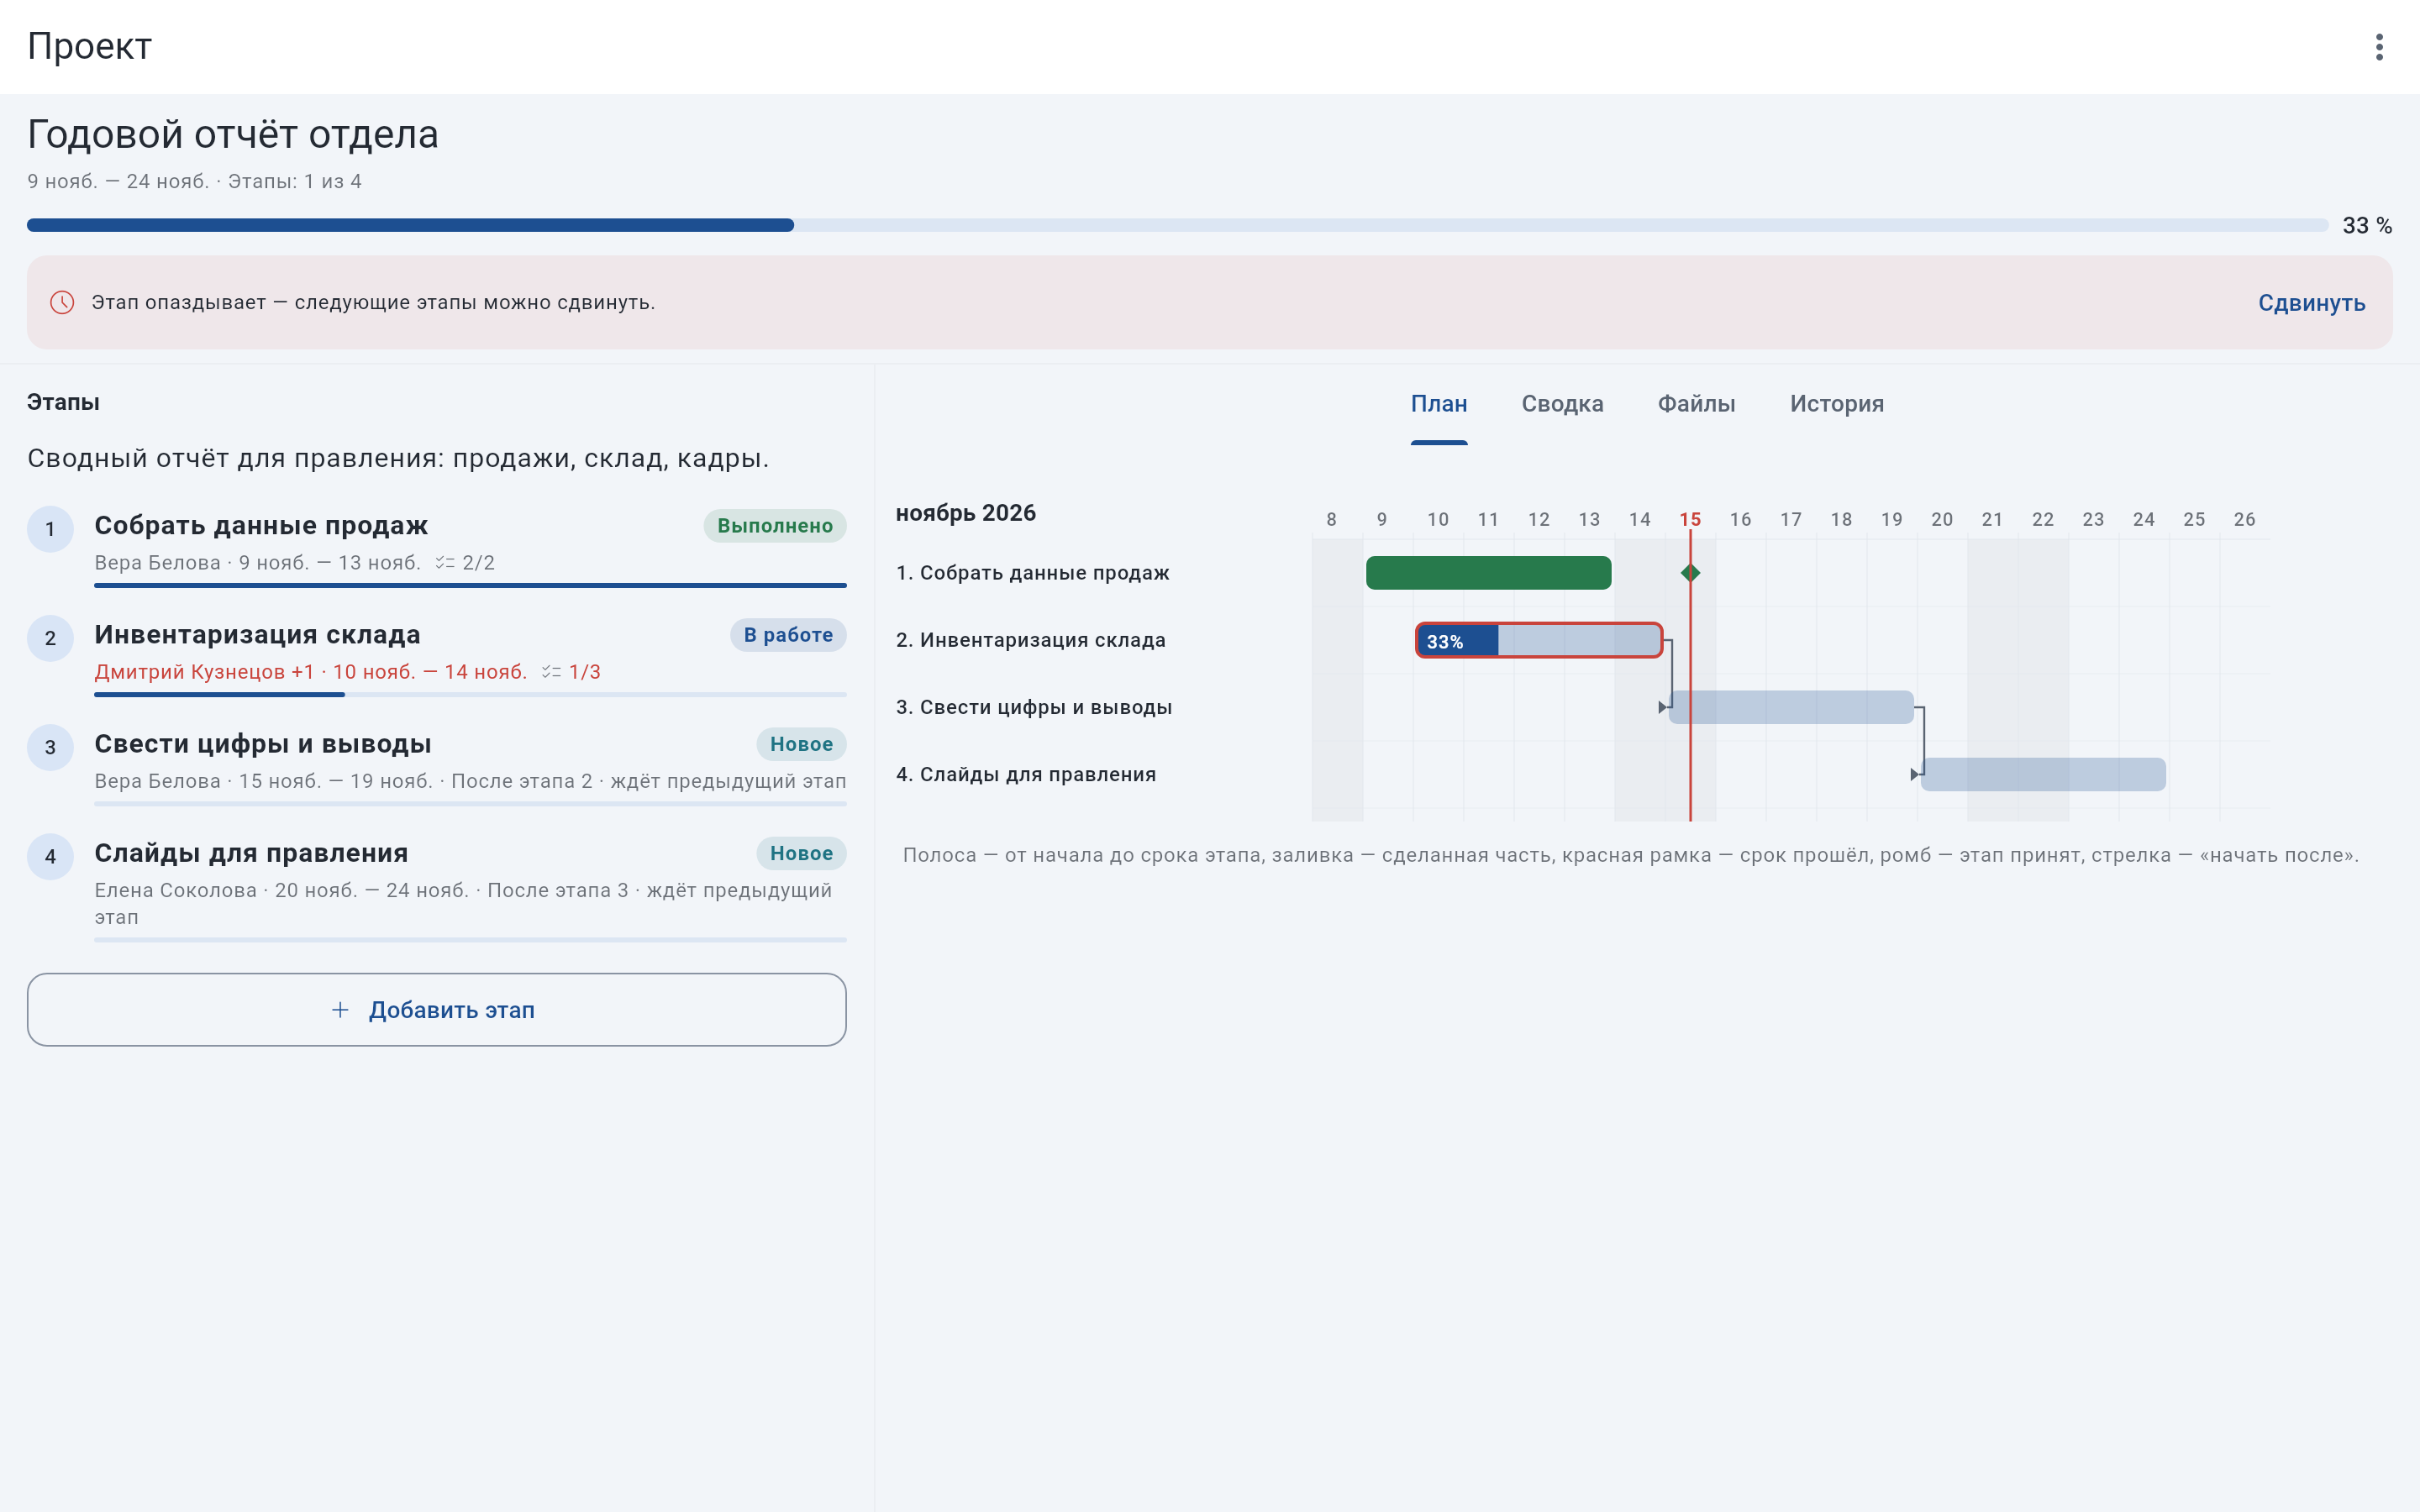 Проект
Годовой отчёт отдела
9 нояб. — 24 нояб. · Этапы: 1 из 4
33 %
Этап опаздывает — следующие этапы можно сдвинуть.
Сдвинуть
Этапы
Сводный отчёт для правления: продажи, склад, кадры.
1
Собрать данные продаж
Выполнено
Вера Белова · 9 нояб. — 13 нояб. 2/2
2
Инвентаризация склада
В работе
Дмитрий Кузнецов +1 · 10 нояб. — 14 нояб. 1/3
3
Свести цифры и выводы
Новое
Вера Белова · 15 нояб. — 19 нояб. · После этапа 2 · ждёт предыдущий этап
4
Слайды для правления
Новое
Елена Соколова · 20 нояб. — 24 нояб. · После этапа 3 · ждёт предыдущий
этап
Добавить этап
План Сводка Файлы История
ноябрь 2026
8 9 10 11 12 13 14 15 16 17 18 19 20 21 22 23 24 25 26
1. Собрать данные продаж
2. Инвентаризация склада
33%
3. Свести цифры и выводы
4. Слайды для правления
Полоса — от начала до срока этапа, заливка — сделанная часть, красная рамка — срок прошёл, ромб — этап принят, стрелка — «начать после».